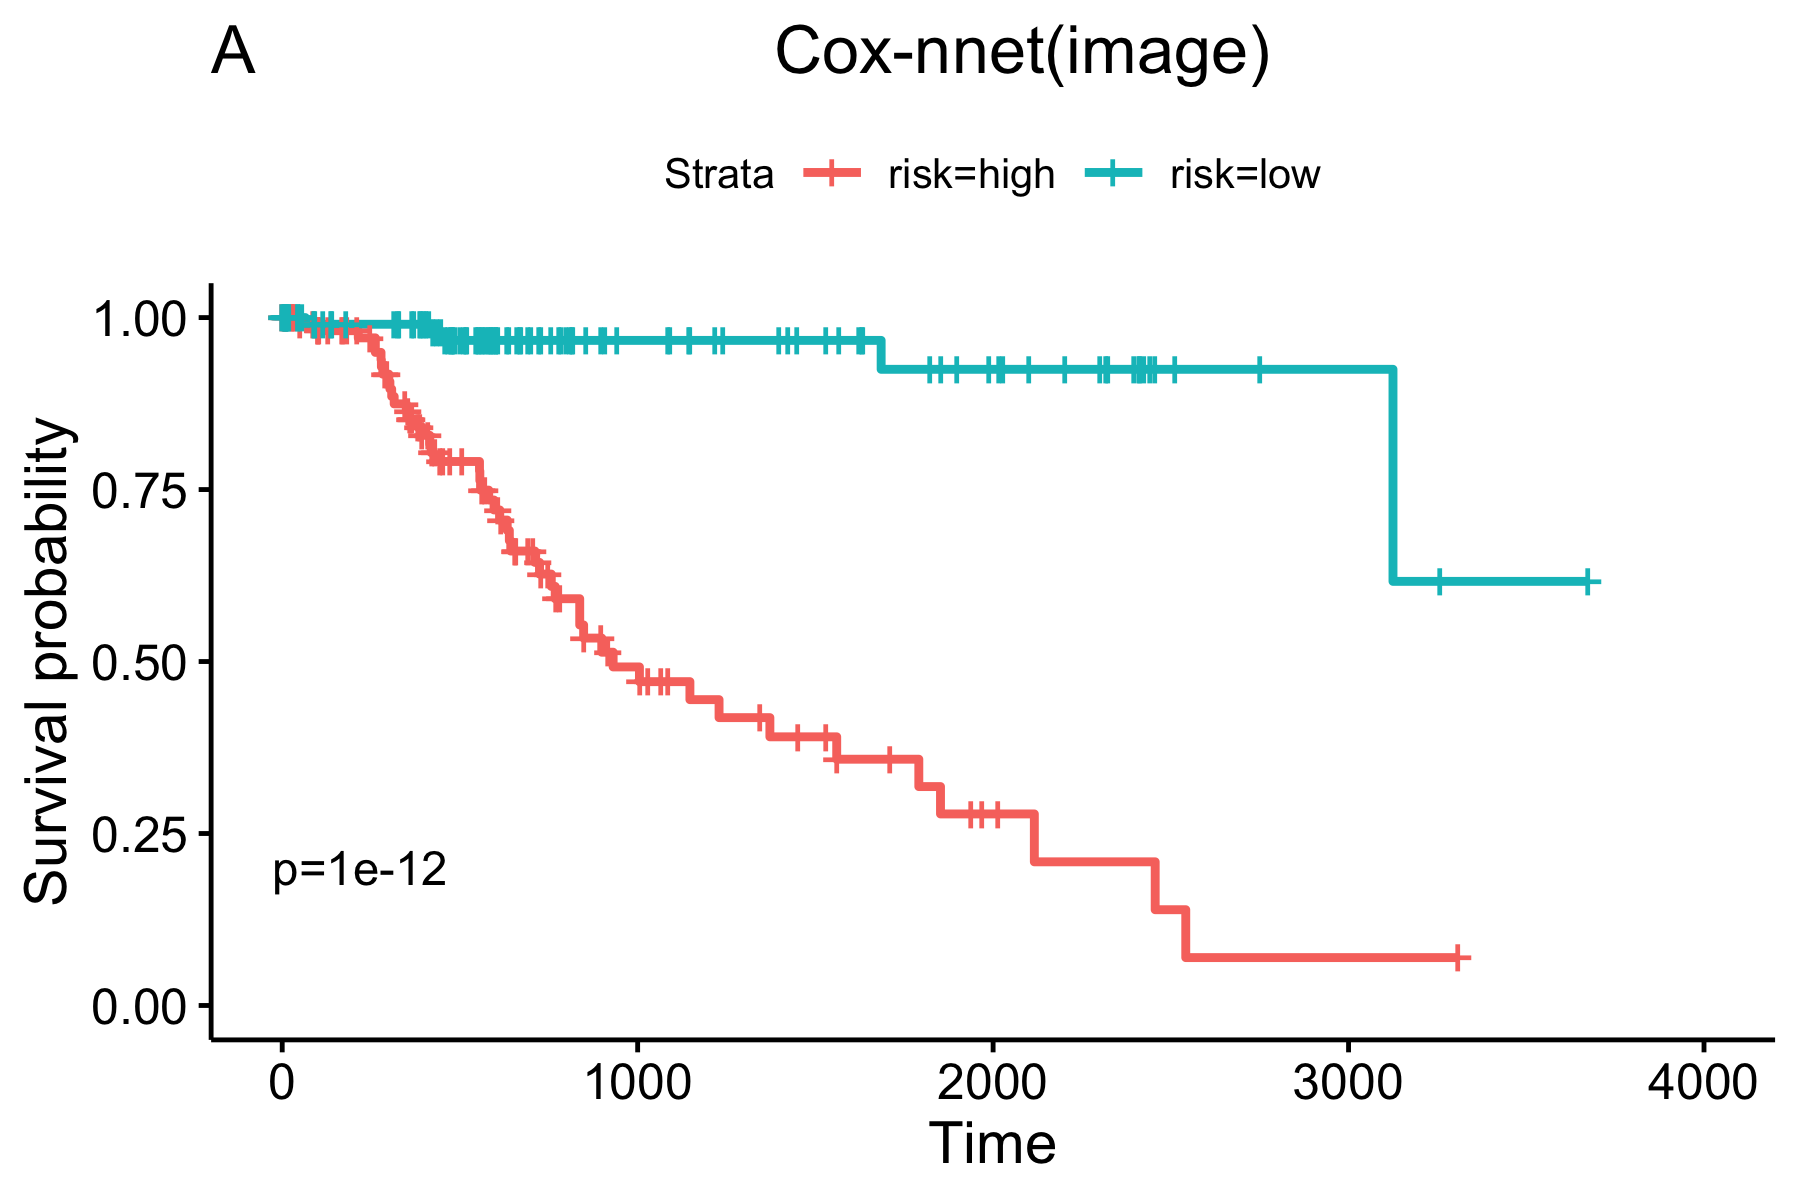 A
Cox-nnet(image)
Strata risk=high risk=low
1.00
0.75
0.50
0.25
0.00
Survival probability
p=1e-12
0 1000 2000 3000 4000
Time